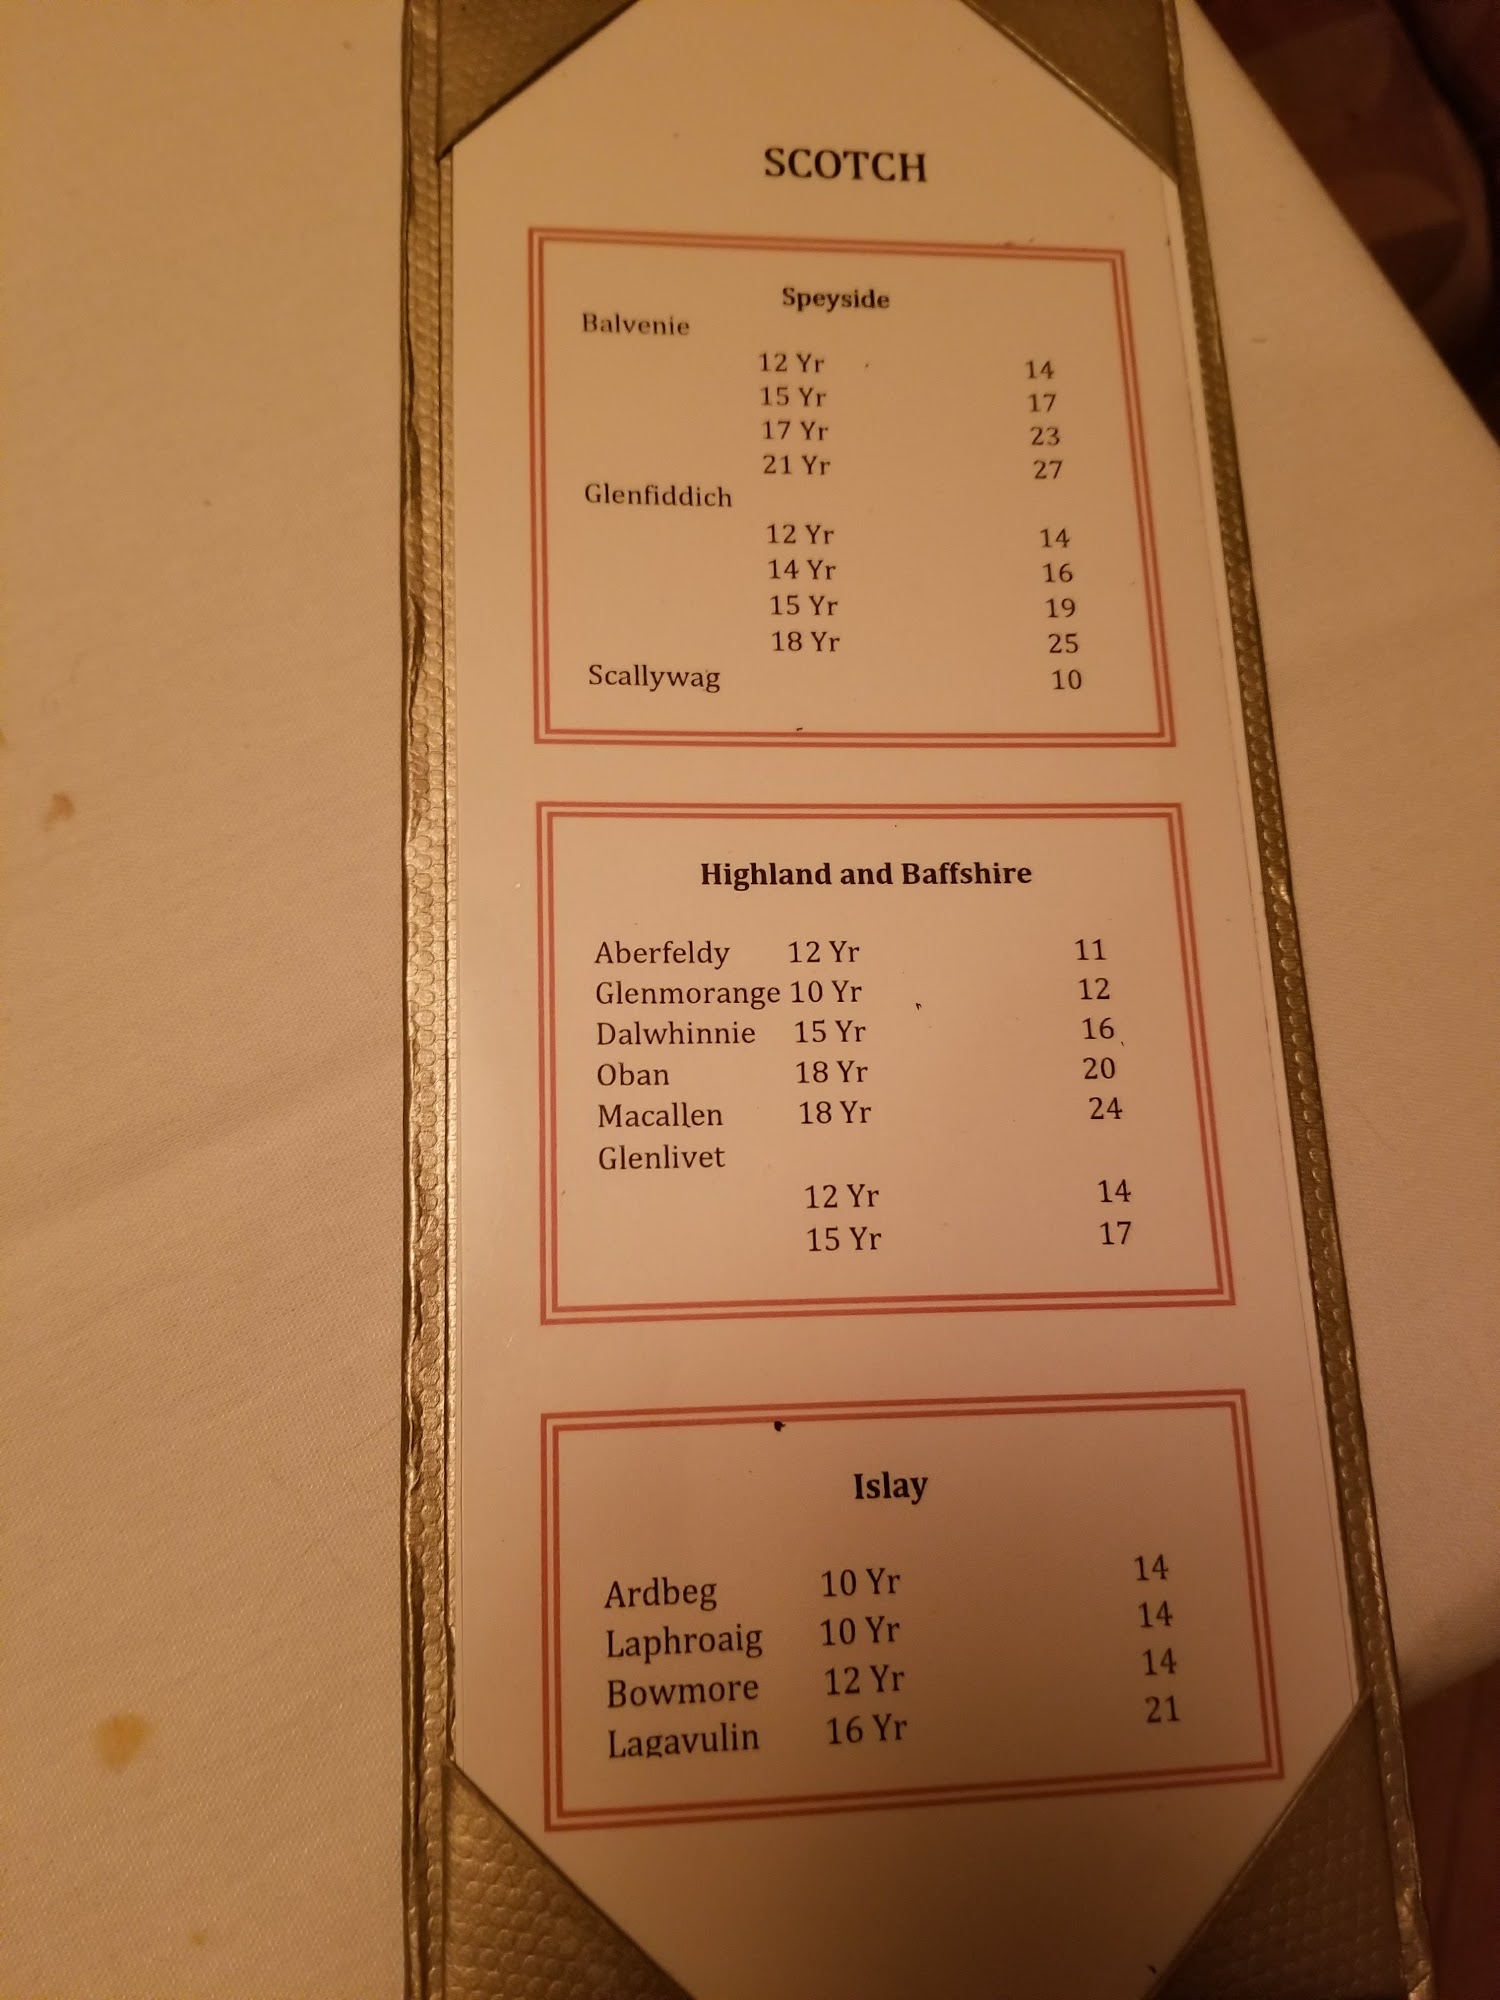 SCOTCH
Speyside
Balvenie
12 Yr 14
15 Yr 17
17 Yr 23
21 Yr 27
Glenfiddich
12 Yr 14
14 Yr 16
15 Yr 19
18 Yr 25
Scallywag 10
Highland and Baffshire
Aberfeldy 12 Yr 11
Glenmorange 10 Yr 12
Dalwhinnie 15 Yr 16
Oban 18 Yr 20
Macallen 18 Yr 24
Glenlivet
12 Yr 14
15 Yr 17
Islay
Ardbeg 10 Yr 14
Laphroaig 10 Yr 14
Bowmore 12 Yr 14
Lagavulin 16 Yr 21